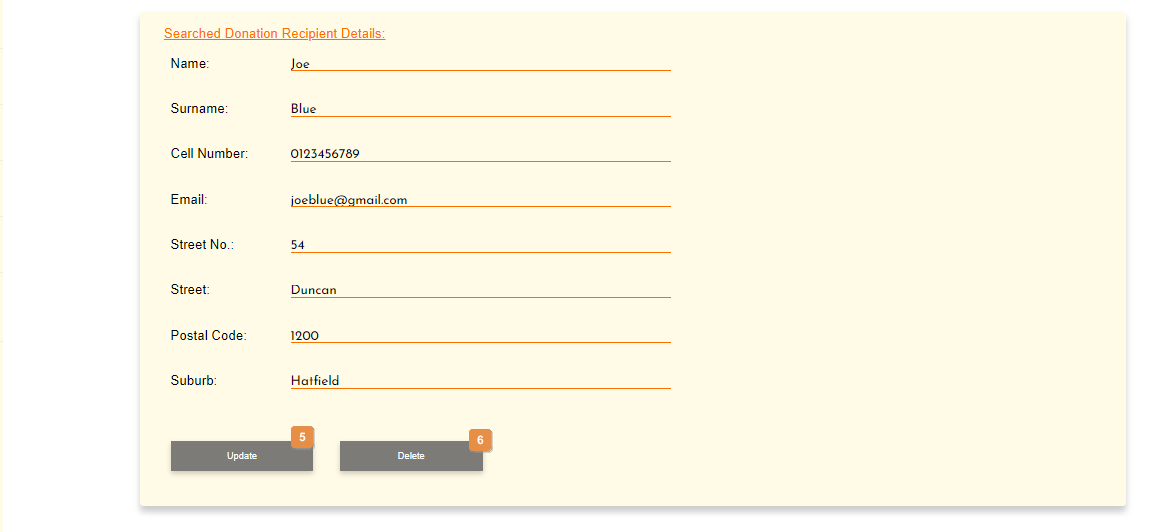 Searched Donation Recipient Details:
Name: Joe
Surname: Blue
Cell Number: 0123456789
Email: joeblue@gmail.com
Street No.: 54
Street: Duncan
Postal Code: 1200
Suburb: Hatfield
5 6
Update Delete